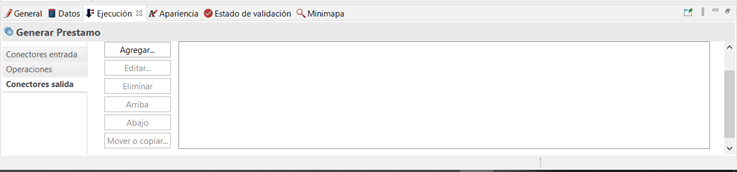 General Datos Ejecución Apariencia Estado de validación Minimapa
Generar Prestamo
Conectores entrada
Operaciones
Conectores salida
Agregar...
Editar...
Eliminar
Arriba
Abajo
Mover o copiar...